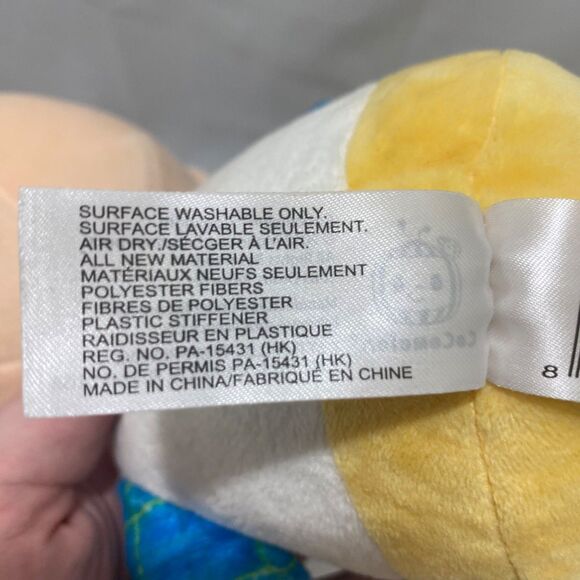 SURFACE WASHABLE ONLY.
SURFACE LAVABLE SEULEMENT.
AIR DRY./SÉCGER À L'AIR.
ALL NEW MATERIAL
MATÉRIAUX NEUFS SEULEMENT
POLYESTER FIBERS
FIBRES DE POLYESTER
PLASTIC STIFFENER
RAIDISSEUR EN PLASTIQUE
REG. NO. PA-15431 (HK)
NO. DE PERMIS PA-15431 (HK)
MADE IN CHINA/FABRIQUÉ EN CHINE
CoComelon
8